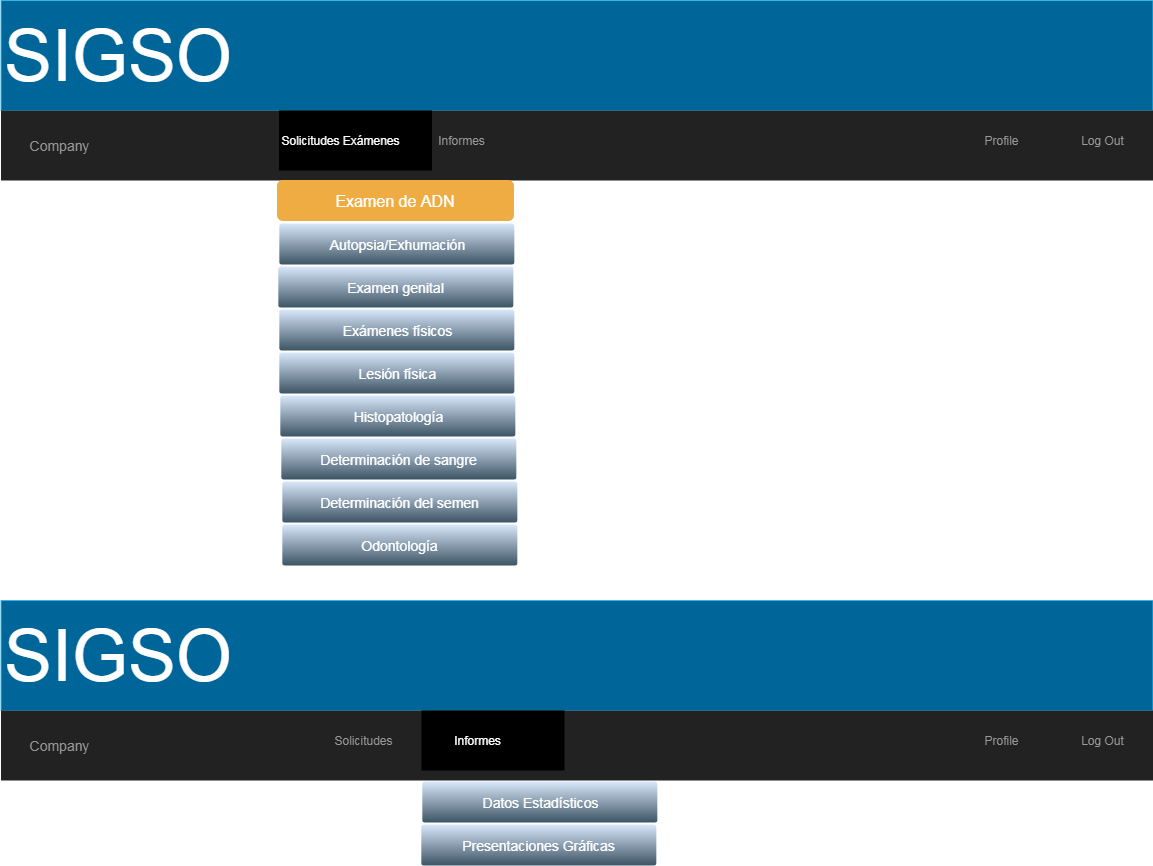 SIGSO
Company
Solicitudes Exámenes
Informes
Profile
Log Out
Examen de ADN
Autopsia/Exhumación
Examen genital
Exámenes físicos
Lesión física
Histopatología
Determinación de sangre
Determinación del semen
Odontología
SIGSO
Company
Solicitudes
Informes
Profile
Log Out
Datos Estadísticos
Presentaciones Gráficas